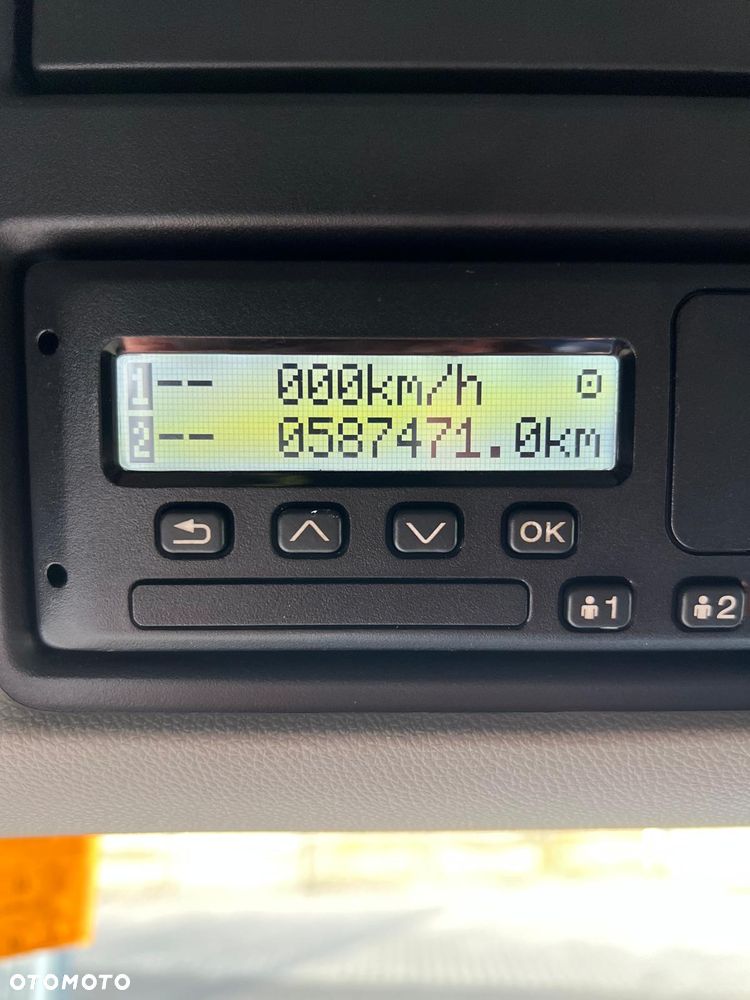 1-- 000km/h
2-- 0587471.0km
OK
1 2
OTOMOTO